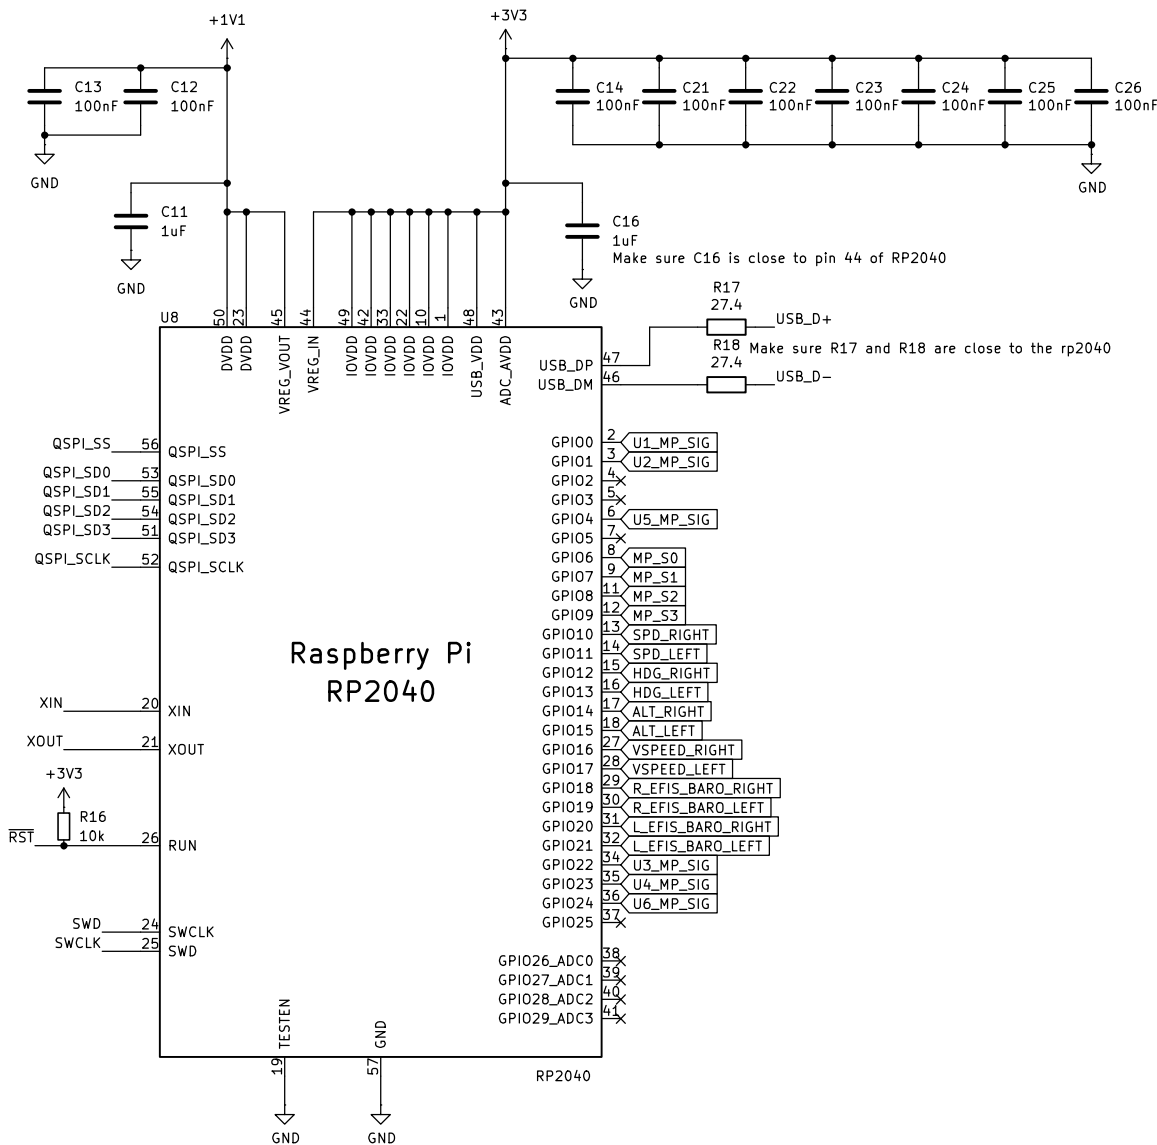 +1V1
+3V3
C13
100nF
C12
100nF
C14
100nF
C21
100nF
C22
100nF
C23
100nF
C24
100nF
C25
100nF
C26
100nF
GND
GND
C11
1uF
GND
C16
1uF
Make sure C16 is close to pin 44 of RP2040
GND
U8
50 DVDD
23 DVDD
45 VREG_VOUT
44 VREG_IN
49 IOVDD
42 IOVDD
33 IOVDD
22 IOVDD
10 IOVDD
1 IOVDD
48 USB_VDD
43 ADC_AVDD
R17
27.4
USB_D+
R18
27.4
Make sure R17 and R18 are close to the rp2040
USB_D-
USB_DP 47
USB_DM 46
QSPI_SS 56 QSPI_SS
QSPI_SD0 53 QSPI_SD0
QSPI_SD1 55 QSPI_SD1
QSPI_SD2 54 QSPI_SD2
QSPI_SD3 51 QSPI_SD3
QSPI_SCLK 52 QSPI_SCLK
XIN 20 XIN
XOUT 21 XOUT
+3V3
R16
10k
RST 26 RUN
SWD 24 SWCLK
SWCLK 25 SWD
Raspberry Pi
RP2040
GPIO0 2 U1_MP_SIG
GPIO1 3 U2_MP_SIG
GPIO2 4
GPIO3 5
GPIO4 6 U5_MP_SIG
GPIO5 7
GPIO6 8 MP_S0
GPIO7 9 MP_S1
GPIO8 11 MP_S2
GPIO9 12 MP_S3
GPIO10 13 SPD_RIGHT
GPIO11 14 SPD_LEFT
GPIO12 15 HDG_RIGHT
GPIO13 16 HDG_LEFT
GPIO14 17 ALT_RIGHT
GPIO15 18 ALT_LEFT
GPIO16 27 VSPEED_RIGHT
GPIO17 28 VSPEED_LEFT
GPIO18 29 R_EFIS_BARO_RIGHT
GPIO19 30 R_EFIS_BARO_LEFT
GPIO20 31 L_EFIS_BARO_RIGHT
GPIO21 32 L_EFIS_BARO_LEFT
GPIO22 34 U3_MP_SIG
GPIO23 35 U4_MP_SIG
GPIO24 36 U6_MP_SIG
GPIO25 37
GPIO26_ADC0 38
GPIO27_ADC1 39
GPIO28_ADC2 40
GPIO29_ADC3 41
TESTEN 19
GND 57
RP2040
GND
GND